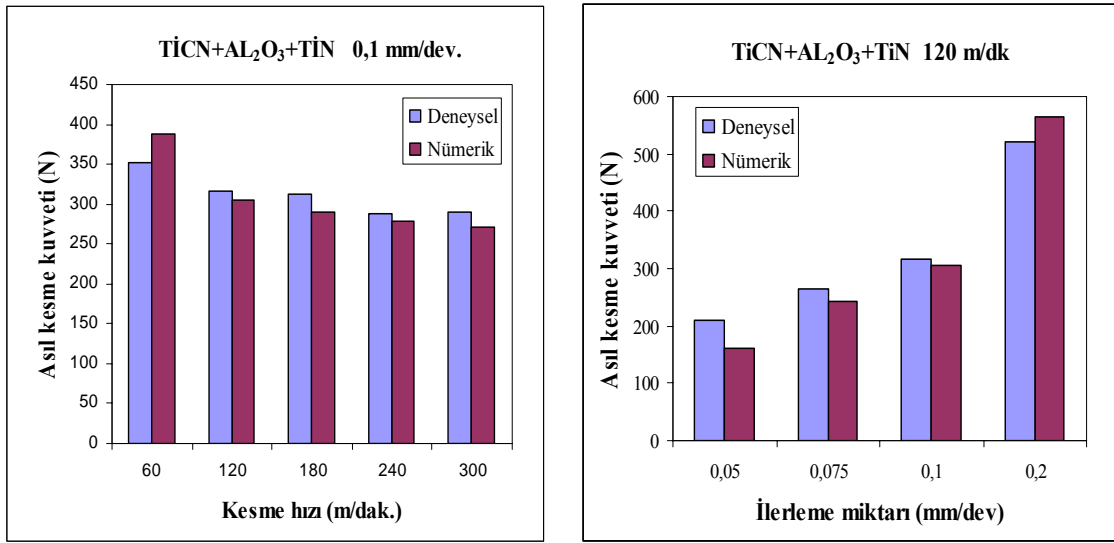 TİCN+AL₂O₃+TİN 0,1 mm/dev.
450
400
350
300
250
200
150
100
50
0
Asıl kesme kuvveti (N)
Deneysel
Nümerik
60 120 180 240 300
Kesme hızı (m/dak.)
TiCN+AL₂O₃+TiN 120 m/dk
600
500
400
300
200
100
0
Asıl kesme kuvveti (N)
Deneysel
Nümerik
0,05 0,075 0,1 0,2
İlerleme miktarı (mm/dev)